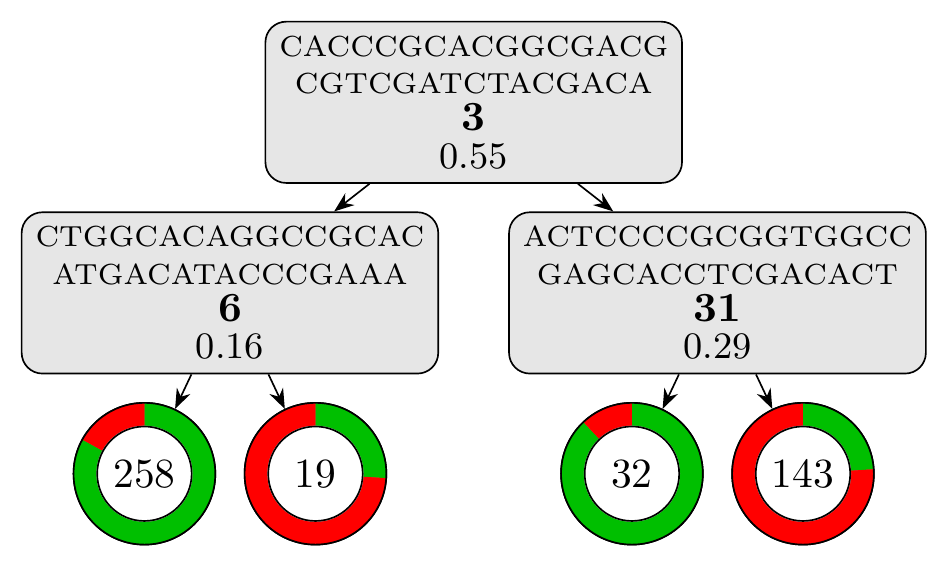 CACCCGCACGGCGACG
CGTCGATCTACGACA
3
0.55
CTGGCACAGGCCGCAC
ATGACATACCCGAAA
6
0.16
ACTCCCCGCGGTGGCC
GAGCACCTCGACACT
31
0.29
258
19
32
143